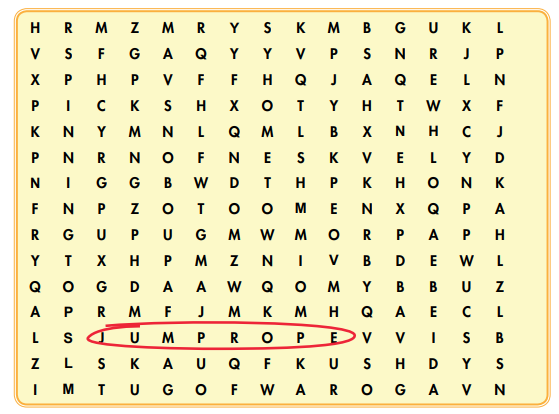 H R M Z M R Y S K M B G U K L
V S F G A Q Y Y V P S N R J P
X P H P V F F H Q J A Q E L N
P I C K S H X O T Y H T W X F
K N Y M N L Q M L B X N H C J
P N R N O F N E S K V E L Y D
N I G G B W D T H P K H O N K
F N P Z O T O O M E N X Q P A
R G U P U G M W M O R P A P H
Y T X H P M Z N I V B D E W L
Q O G D A A W Q O M Y B B U Z
A P R M F J M K M H Q A E C L
L S J U M P R O P E V V I S B
Z L S K A U Q F K U S H D Y S
I M T U G O F W A R O G A V N